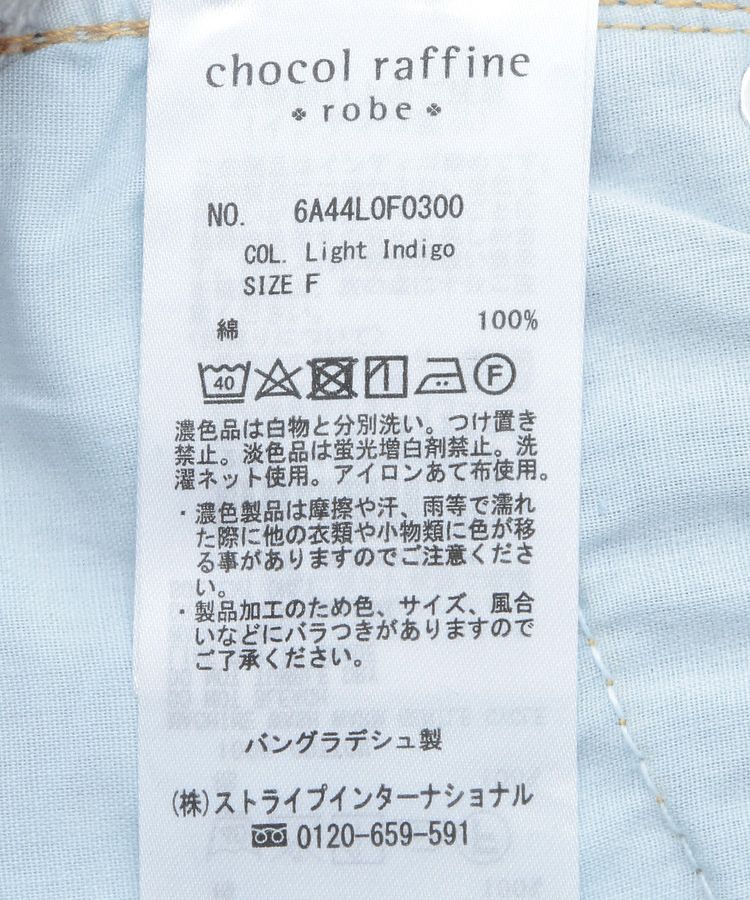 chocol raffine
robe
NO. 6A44L0F0300
COL. Light Indigo
SIZE F
綿 100%
40 F
濃色品は白物と分別洗い。つけ置き
禁止。淡色品は蛍光増白剤禁止。洗
濯ネット使用。アイロンあて布使用。
・濃色製品は摩擦や汗、雨等で濡れ
た際に他の衣類や小物類に色が移
る事がありますのでご注意くださ
い。
・製品加工のため色、サイズ、風合
いなどにバラつきがありますので
ご了承ください。
バングラデシュ製
(株)ストライプインターナショナル
0120-659-591